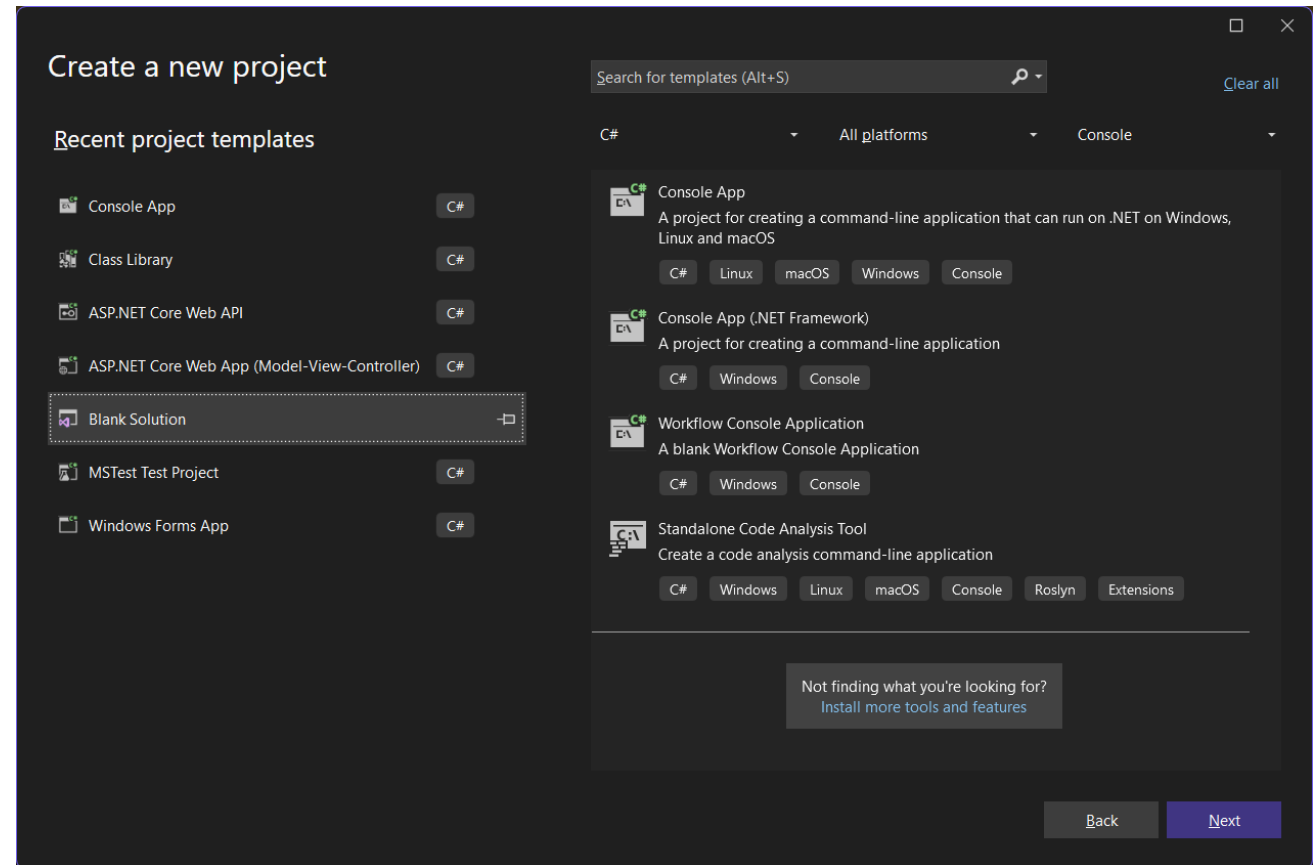 Create a new project
Search for templates (Alt+S)
Clear all
Recent project templates
C#
All platforms
Console
Console App
C#
Class Library
C#
ASP.NET Core Web API
C#
ASP.NET Core Web App (Model-View-Controller)
C#
Blank Solution
MSTest Test Project
C#
Windows Forms App
C#
C#
C:\
Console App
A project for creating a command-line application that can run on .NET on Windows,
Linux and macOS
C# Linux macOS Windows Console
C#
C:\
Console App (.NET Framework)
A project for creating a command-line application
C# Windows Console
C#
C:\
Workflow Console Application
A blank Workflow Console Application
C# Windows Console
C:\
Standalone Code Analysis Tool
Create a code analysis command-line application
C# Windows Linux macOS Console Roslyn Extensions
Not finding what you're looking for?
Install more tools and features
Back
Next